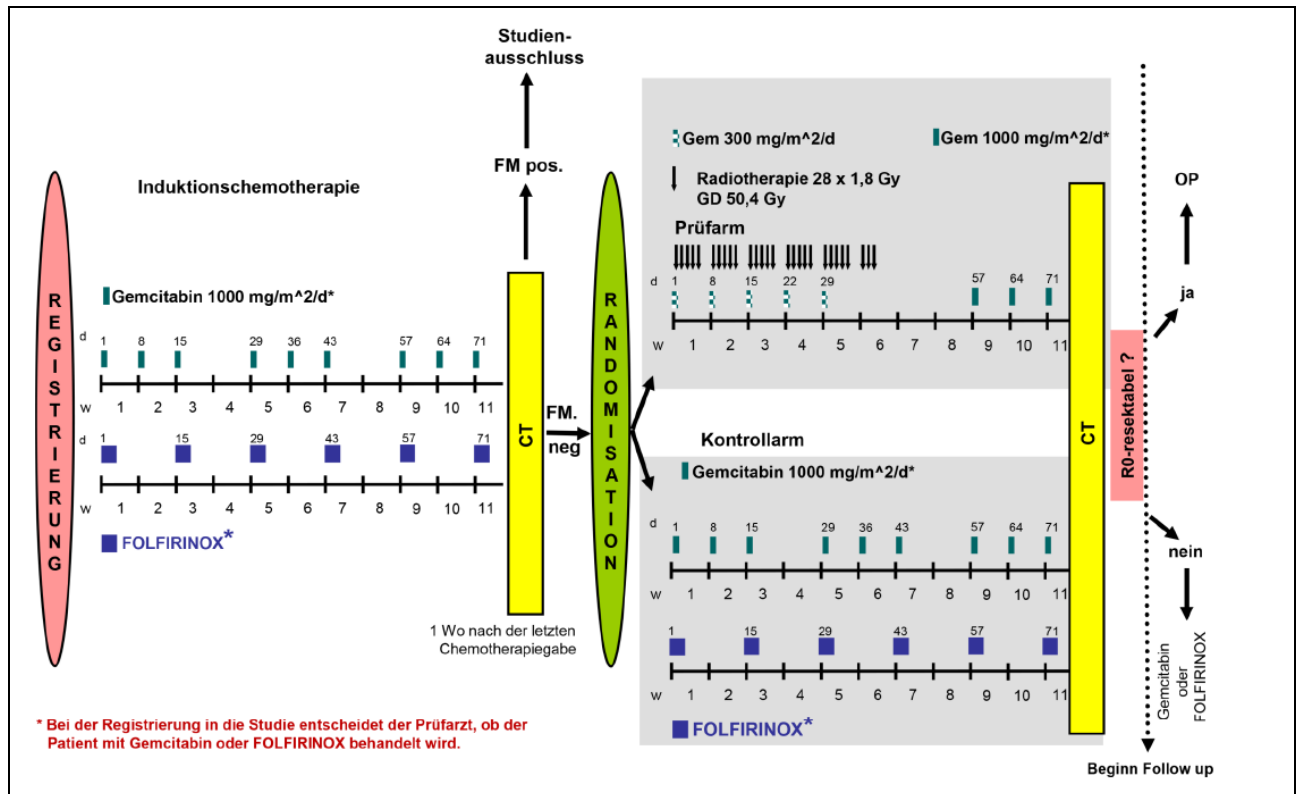 Studien-
ausschluss
FM pos.
REGISTRIERUNG
Induktionschemotherapie
Gemcitabin 1000 mg/m^2/d*
d
1 8 15 29 36 43 57 64 71
w
1 2 3 4 5 6 7 8 9 10 11
d
15 29 43 57 71
w
1 2 3 4 5 6 7 8 9 10 11
FOLFIRINOX*
CT
1 Wo nach der letzten
Chemotherapiegabe
FM.
neg
RANDOMISATION
Gem 300 mg/m^2/d
Gem 1000 mg/m^2/d*
Radiotherapie 28 x 1,8 Gy
GD 50,4 Gy
Prüfarm
d
1 8 15 22 29 57 64 71
w
1 2 3 4 5 6 7 8 9 10 11
Kontrollarm
Gemcitabin 1000 mg/m^2/d*
d
1 8 15 29 36 43 57 64 71
w
1 2 3 4 5 6 7 8 9 10 11
1 15 29 43 57 71
w
1 2 3 4 5 6 7 8 9 10 11
FOLFIRINOX*
CT
R0-resektabel ?
OP
ja
nein
Gemcitabin
oder
FOLFIRINOX
Beginn Follow up
* Bei der Registrierung in die Studie entscheidet der Prüfarzt, ob der
Patient mit Gemcitabin oder FOLFIRINOX behandelt wird.